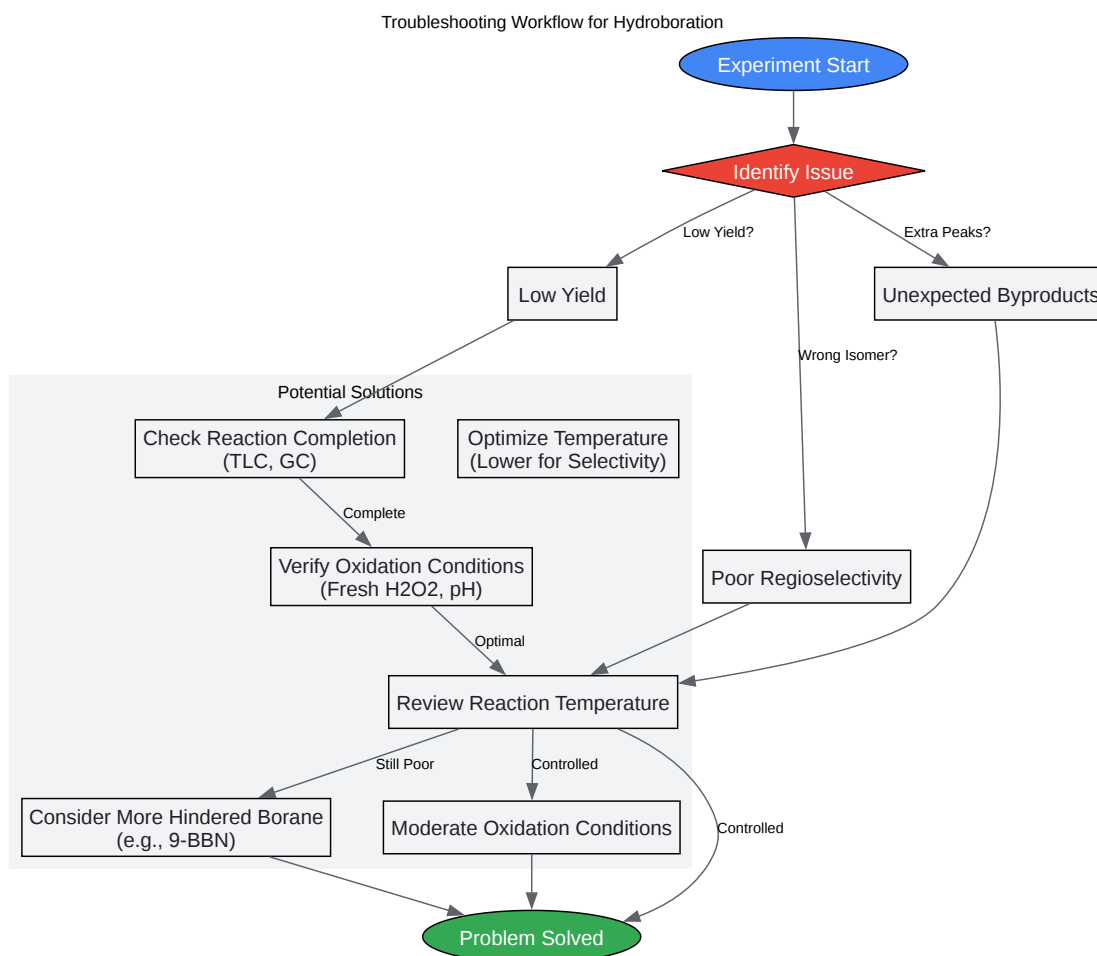 Troubleshooting Workflow for Hydroboration
Experiment Start
Identify Issue
Low Yield?
Extra Peaks?
Low Yield
Unexpected Byproducts
Wrong Isomer?
Potential Solutions
Check Reaction Completion
(TLC, GC)
Optimize Temperature
(Lower for Selectivity)
Complete
Verify Oxidation Conditions
(Fresh H2O2, pH)
Poor Regioselectivity
Optimal
Review Reaction Temperature
Still Poor
Controlled
Consider More Hindered Borane
(e.g., 9-BBN)
Moderate Oxidation Conditions
Controlled
Problem Solved